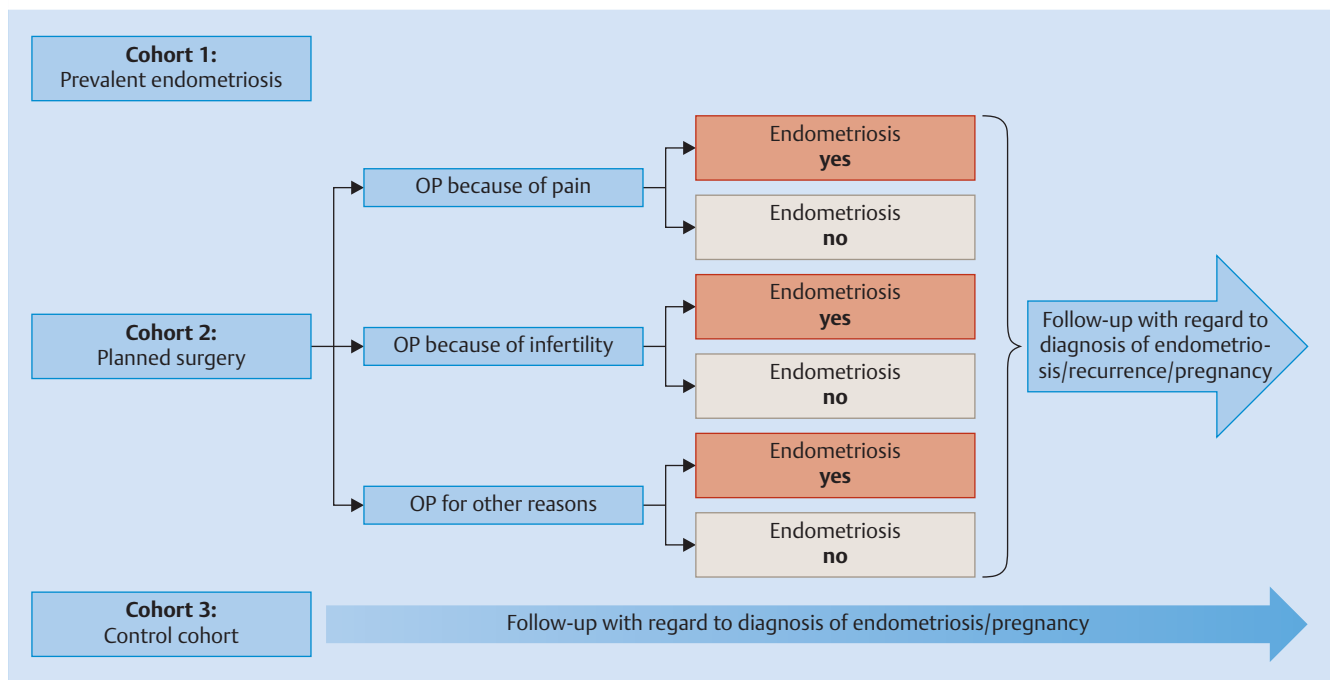 Cohort 1:
Prevalent endometriosis
Endometriosis
yes
OP because of pain
Endometriosis
no
Endometriosis
yes
Cohort 2:
Planned surgery
OP because of infertility
Endometriosis
no
Follow-up with regard to
diagnosis of endometrio-
sis/recurrence/pregnancy
Endometriosis
yes
OP for other reasons
Endometriosis
no
Cohort 3:
Control cohort
Follow-up with regard to diagnosis of endometriosis/pregnancy